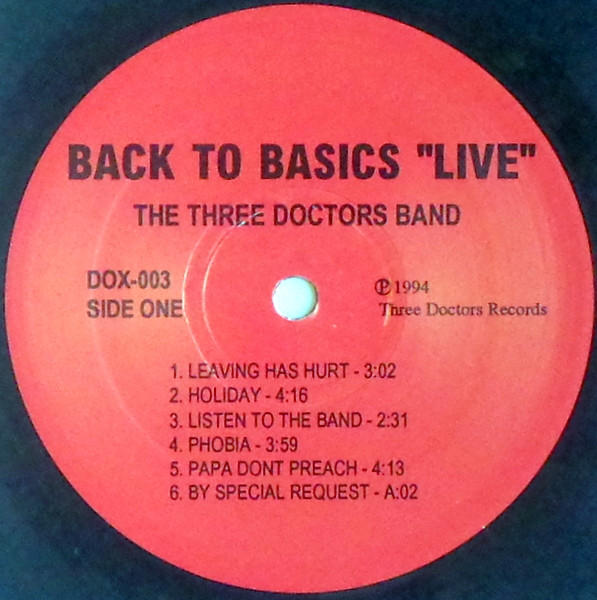 BACK TO BASICS "LIVE"
THE THREE DOCTORS BAND
DOX-003
SIDE ONE
℗ 1994
Three Doctors Records
1. LEAVING HAS HURT - 3:02
2. HOLIDAY - 4:16
3. LISTEN TO THE BAND - 2:31
4. PHOBIA - 3:59
5. PAPA DONT PREACH - 4:13
6. BY SPECIAL REQUEST - A:02